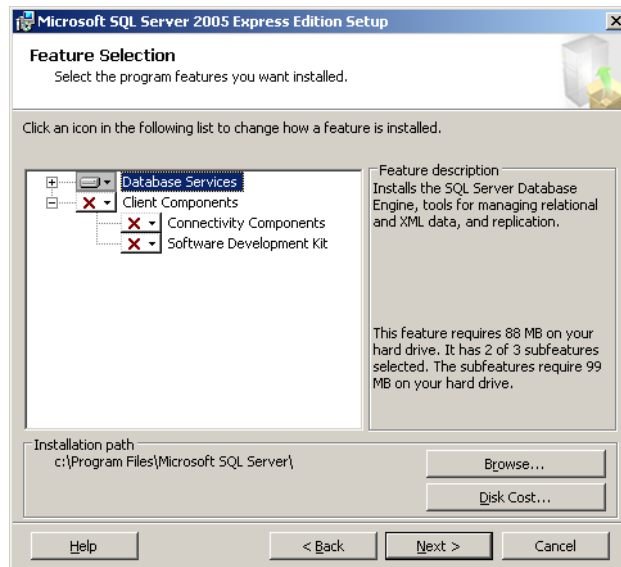 Microsoft SQL Server 2005 Express Edition Setup
Feature Selection
Select the program features you want installed.
Click an icon in the following list to change how a feature is installed.
Database Services
Client Components
Connectivity Components
Software Development Kit
Feature description
Installs the SQL Server Database
Engine, tools for managing relational
and XML data, and replication.
This feature requires 88 MB on your
hard drive. It has 2 of 3 subfeatures
selected. The subfeatures require 99
MB on your hard drive.
Installation path
c:\Program Files\Microsoft SQL Server\
Browse...
Disk Cost...
Help
< Back
Next >
Cancel